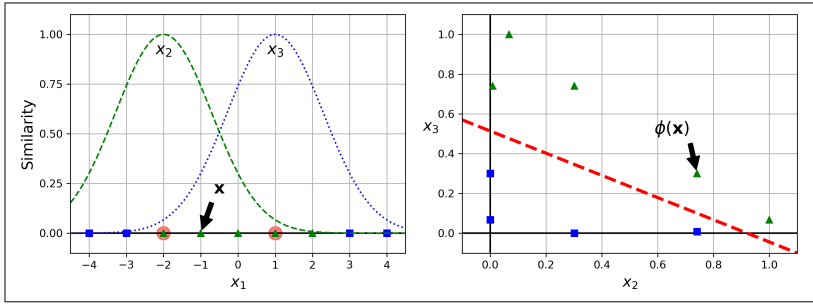 1.00
0.75
0.50
0.25
0.00
Similarity
x₂
x₃
x
−4 −3 −2 −1 0 1 2 3 4
x₁
1.0
0.8
0.6
0.4
0.2
0.0
x₃
ϕ(x)
0.0 0.2 0.4 0.6 0.8 1.0
x₂